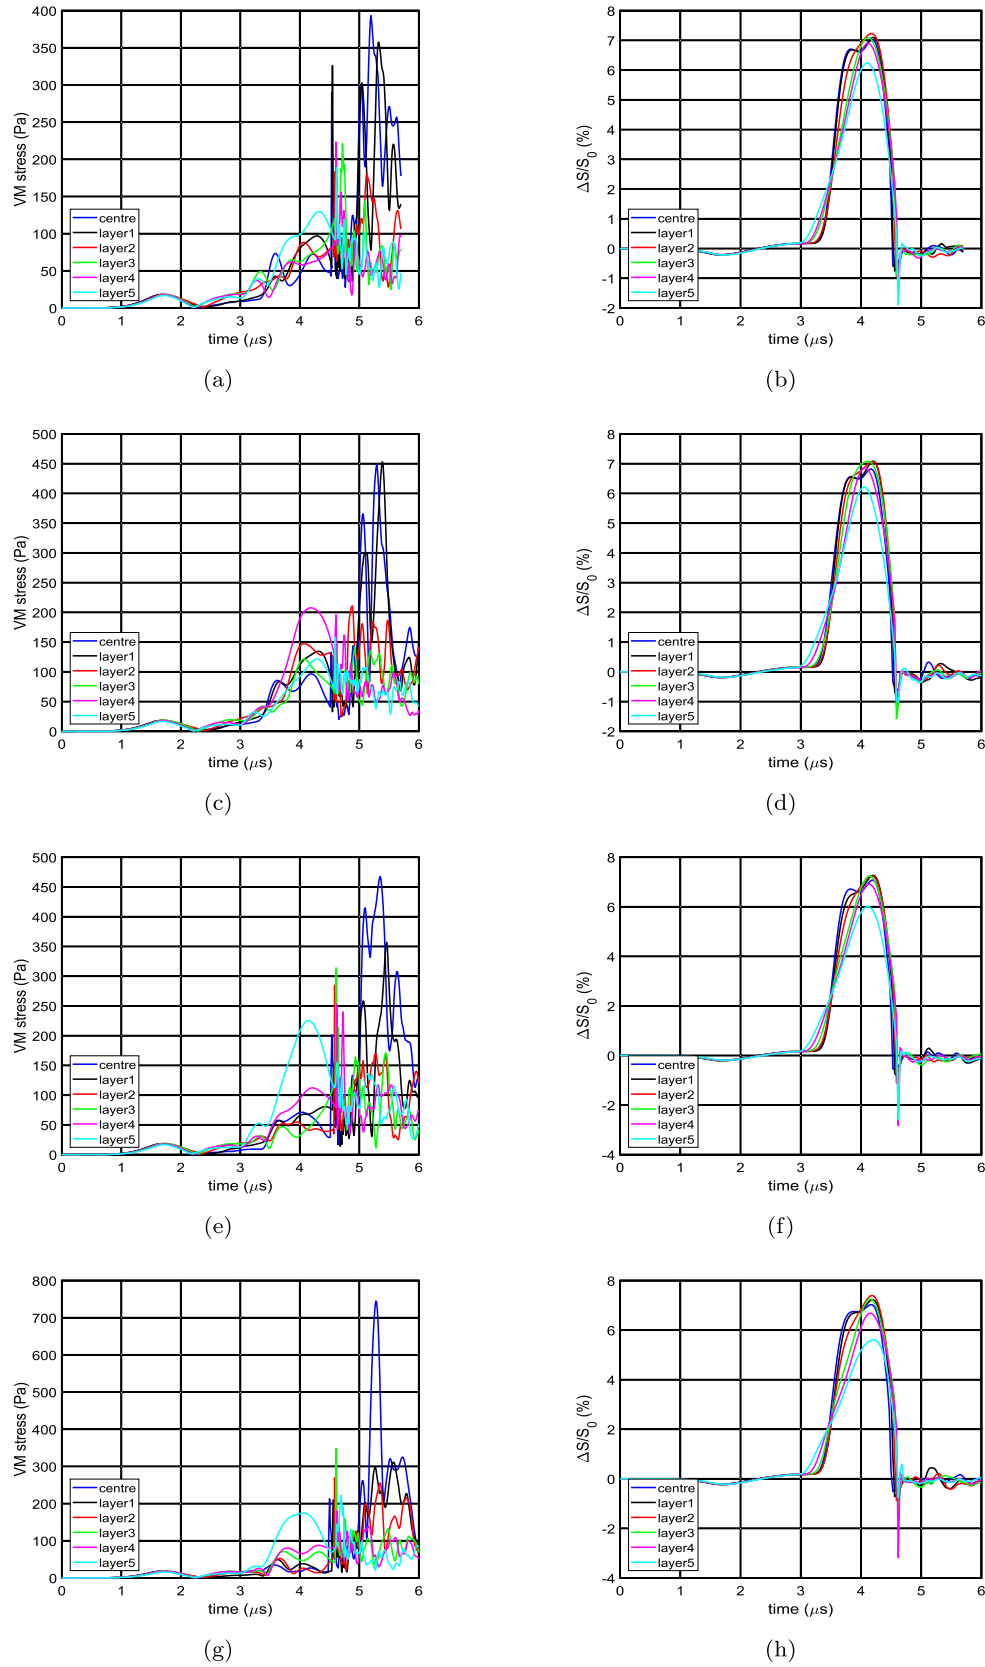 400
350
300
250
200
150
100
50
0
VM stress (Pa)
centre
layer1
layer2
layer3
layer4
layer5
0 1 2 3 4 5 6
time (μs)
(a)
8
7
6
5
4
3
2
1
0
-1
-2
ΔS/S0 (%)
centre
layer1
layer2
layer3
layer4
layer5
0 1 2 3 4 5 6
time (μs)
(b)
500
450
400
350
300
250
200
150
100
50
0
VM stress (Pa)
centre
layer1
layer2
layer3
layer4
layer5
0 1 2 3 4 5 6
time (μs)
(c)
8
7
6
5
4
3
2
1
0
-1
-2
ΔS/S0 (%)
centre
layer1
layer2
layer3
layer4
layer5
0 1 2 3 4 5 6
time (μs)
(d)
500
450
400
350
300
250
200
150
100
50
0
VM stress (Pa)
centre
layer1
layer2
layer3
layer4
layer5
0 1 2 3 4 5 6
time (μs)
(e)
8
6
4
2
0
-2
-4
ΔS/S0 (%)
centre
layer1
layer2
layer3
layer4
layer5
0 1 2 3 4 5 6
time (μs)
(f)
800
700
600
500
400
300
200
100
0
VM stress (Pa)
centre
layer1
layer2
layer3
layer4
layer5
0 1 2 3 4 5 6
time (μs)
(g)
8
6
4
2
0
-2
-4
ΔS/S0 (%)
centre
layer1
layer2
layer3
layer4
layer5
0 1 2 3 4 5 6
time (μs)
(h)